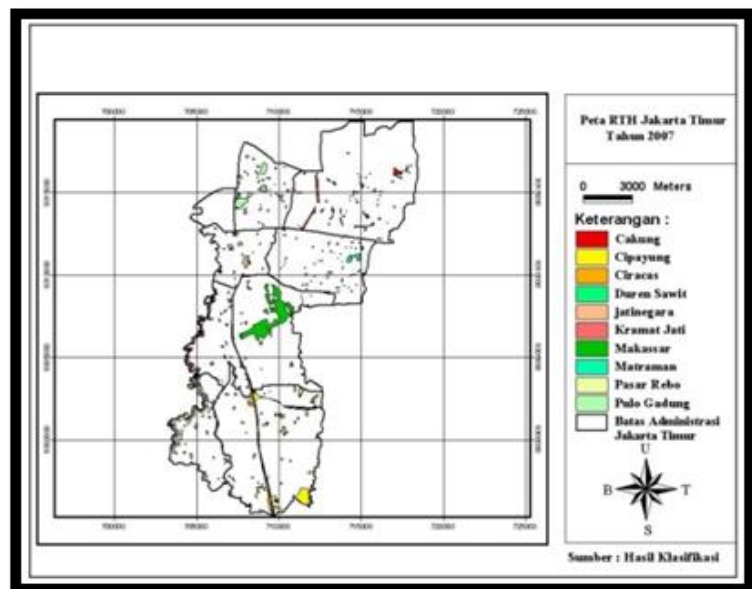 Peta RTH Jakarta Timur
Tahun 2007
0 3000 Meters
Keterangan :
Cakung
Cipayung
Ciracas
Duren Sawit
Jatinegara
Kramat Jati
Makassar
Matraman
Pasar Rebo
Pulo Gadung
Batas Administrasi
Jakarta Timur
U
B T
S
Sumber : Hasil Klasifikasi